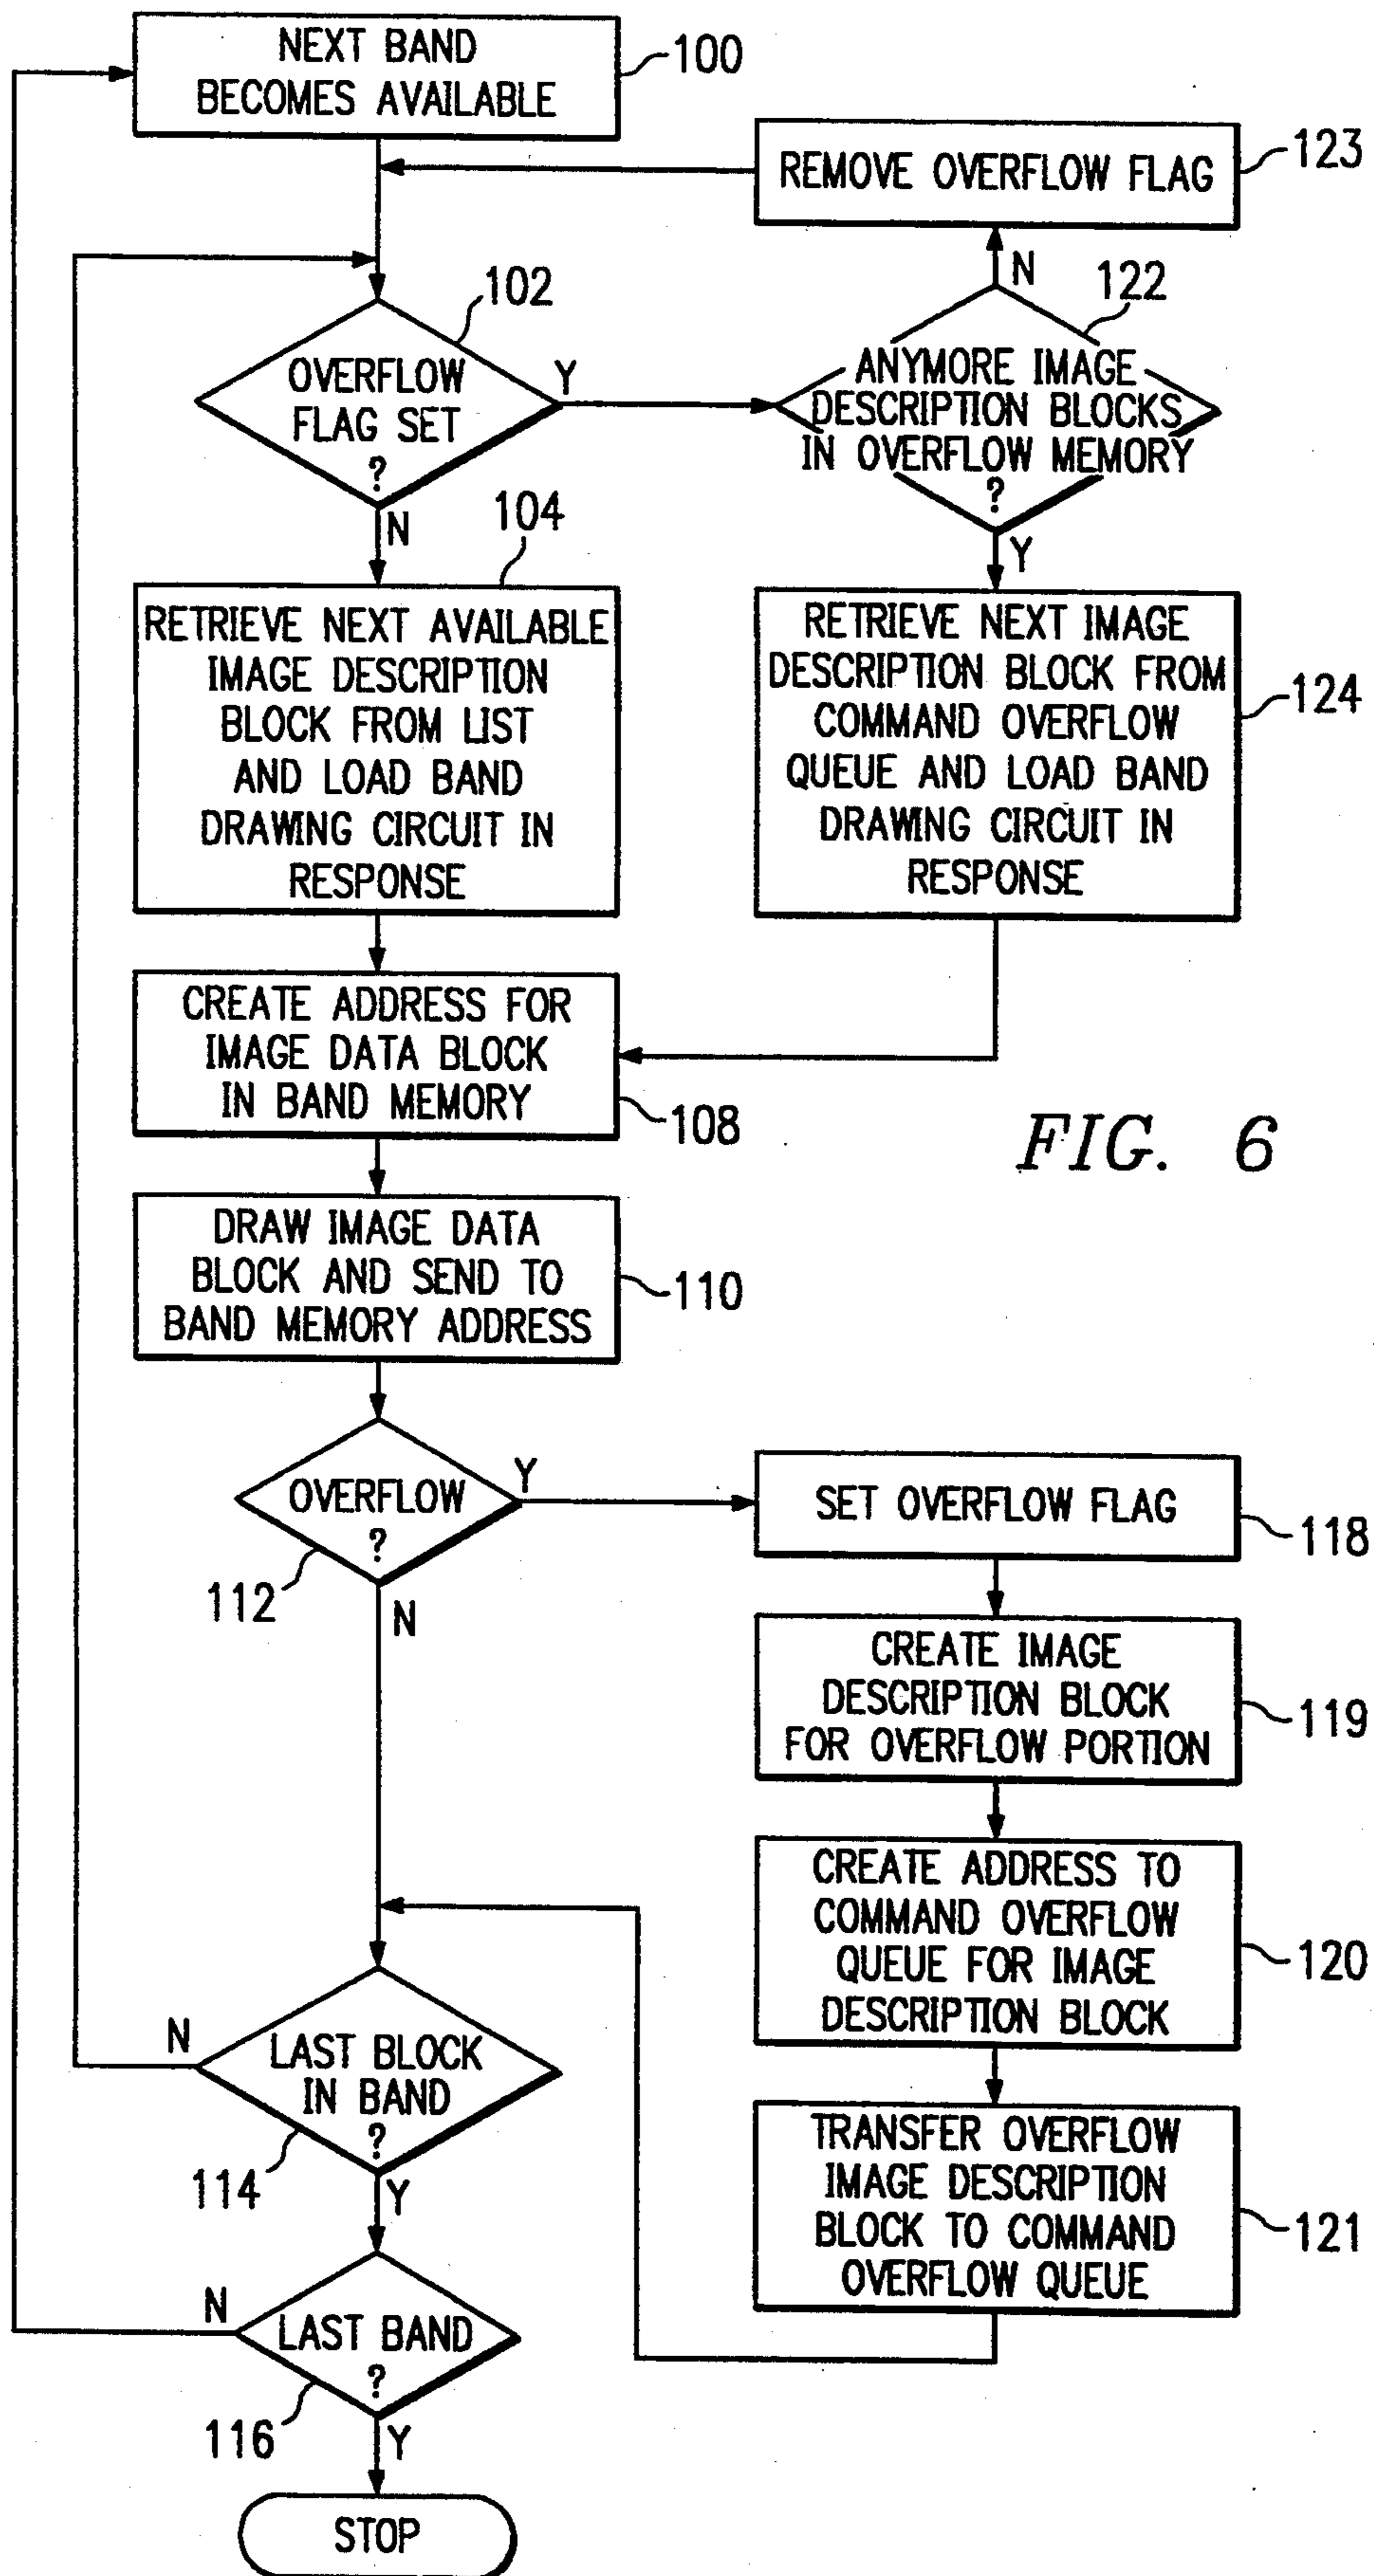 NEXT BAND
BECOMES AVAILABLE
100
REMOVE OVERFLOW FLAG
123
N
122
102
OVERFLOW
FLAG SET
?
Y
N
ANYMORE IMAGE
DESCRIPTION BLOCKS
IN OVERFLOW MEMORY
?
Y
104
RETRIEVE NEXT AVAILABLE
IMAGE DESCRIPTION
BLOCK FROM LIST
AND LOAD BAND
DRAWING CIRCUIT IN
RESPONSE
RETRIEVE NEXT IMAGE
DESCRIPTION BLOCK FROM
COMMAND OVERFLOW
QUEUE AND LOAD BAND
DRAWING CIRCUIT IN
RESPONSE
124
CREATE ADDRESS FOR
IMAGE DATA BLOCK
IN BAND MEMORY
108
FIG. 6
DRAW IMAGE DATA
BLOCK AND SEND TO
BAND MEMORY ADDRESS
110
OVERFLOW
?
Y
112
N
SET OVERFLOW FLAG
118
CREATE IMAGE
DESCRIPTION BLOCK
FOR OVERFLOW PORTION
119
CREATE ADDRESS TO
COMMAND OVERFLOW
QUEUE FOR IMAGE
DESCRIPTION BLOCK
120
N
LAST BLOCK
IN BAND
?
114
Y
TRANSFER OVERFLOW
IMAGE DESCRIPTION
BLOCK TO COMMAND
OVERFLOW QUEUE
121
N
LAST BAND
?
116
Y
STOP